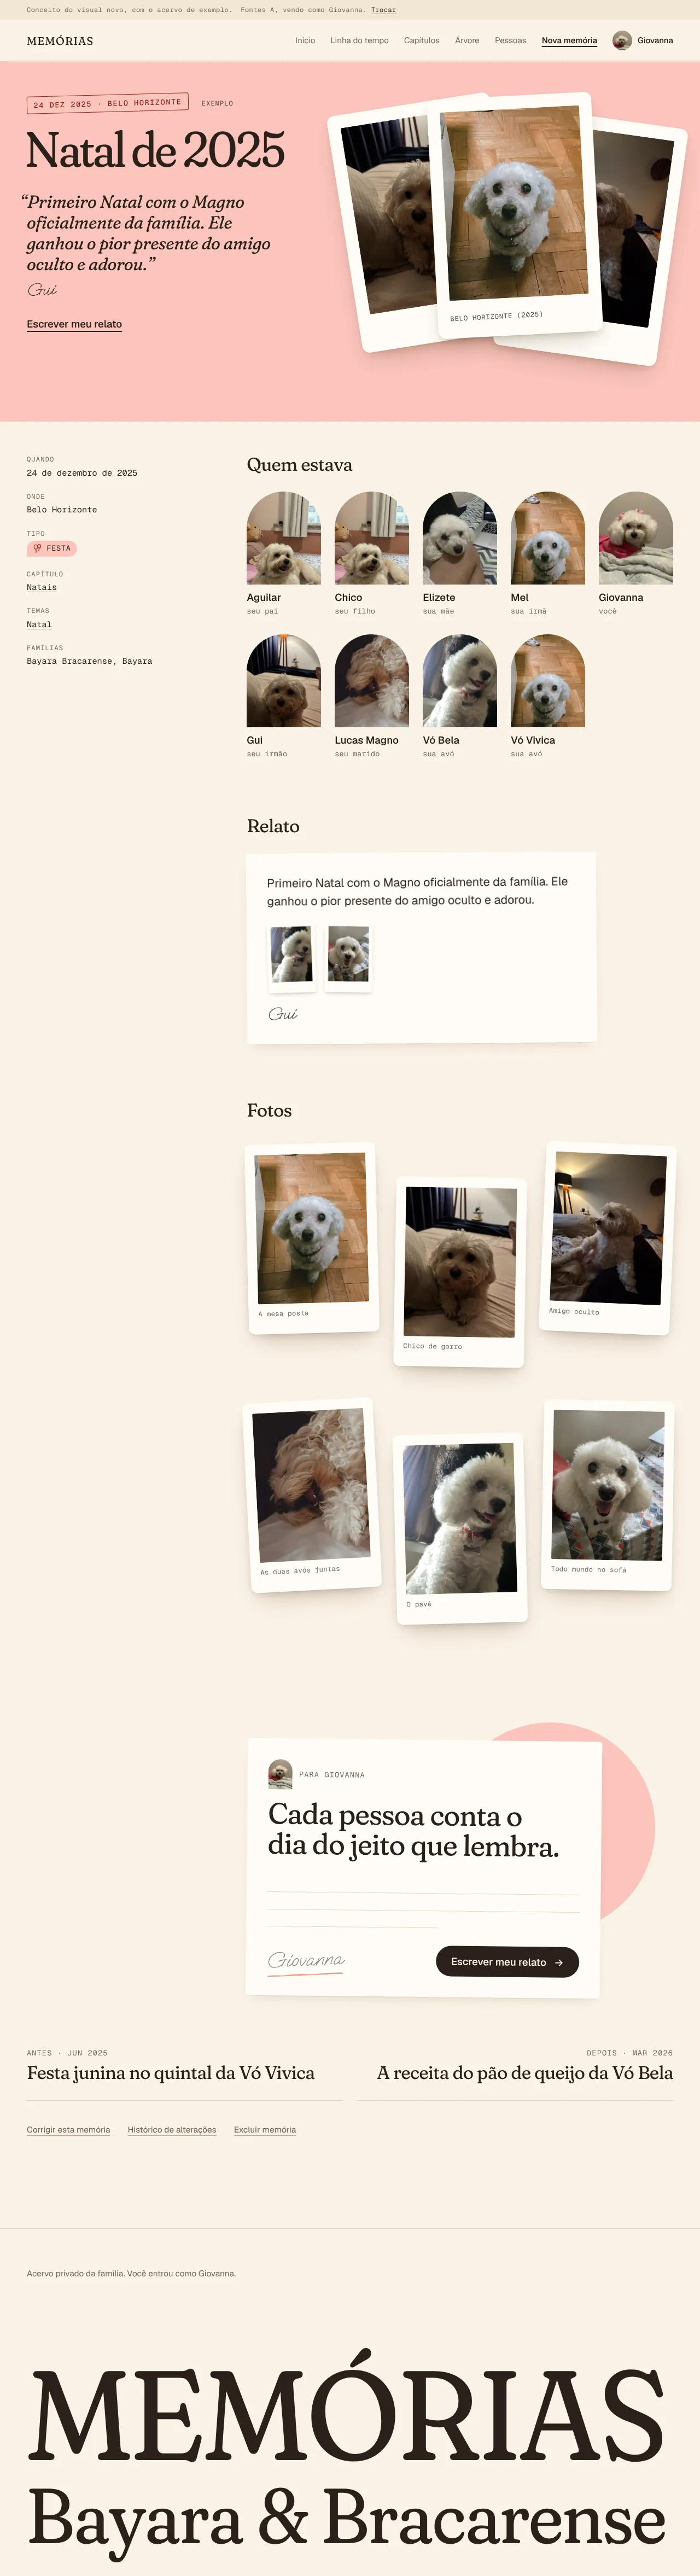 Conceito do visual novo, com o acervo de exemplo. Fontes A, vendo como Giovanna. Trocar
MEMÓRIAS
Início Linha do tempo Capítulos Árvore Pessoas Nova memória Giovanna
24 DEZ 2025 · BELO HORIZONTE EXEMPLO
Natal de 2025
“Primeiro Natal com o Magno
oficialmente da família. Ele
ganhou o pior presente do amigo
oculto e adorou.”
Gui
Escrever meu relato
BELO HORIZONTE (2025)
QUANDO
24 de dezembro de 2025
ONDE
Belo Horizonte
TIPO
FESTA
CAPÍTULO
Natais
TEMAS
Natal
FAMÍLIAS
Bayara Bracarense, Bayara
Quem estava
Aguilar Chico Elizete Mel Giovanna
seu pai seu filho sua mãe sua irmã você
Gui Lucas Magno Vó Bela Vó Vivica
seu irmão seu marido sua avó sua avó
Relato
Primeiro Natal com o Magno oficialmente da família. Ele
ganhou o pior presente do amigo oculto e adorou.
Gui
Fotos
A mesa posta
Chico de gorro
Amigo oculto
As duas avós juntas
O pavê
Todo mundo no sofá
PARA GIOVANNA
Cada pessoa conta o
dia do jeito que lembra.
Giovanna
Escrever meu relato →
ANTES · JUN 2025
Festa junina no quintal da Vó Vivica
DEPOIS · MAR 2026
A receita do pão de queijo da Vó Bela
Corrigir esta memória Histórico de alterações Excluir memória
Acervo privado da família. Você entrou como Giovanna.
MEMÓRIAS
Bayara & Bracarense